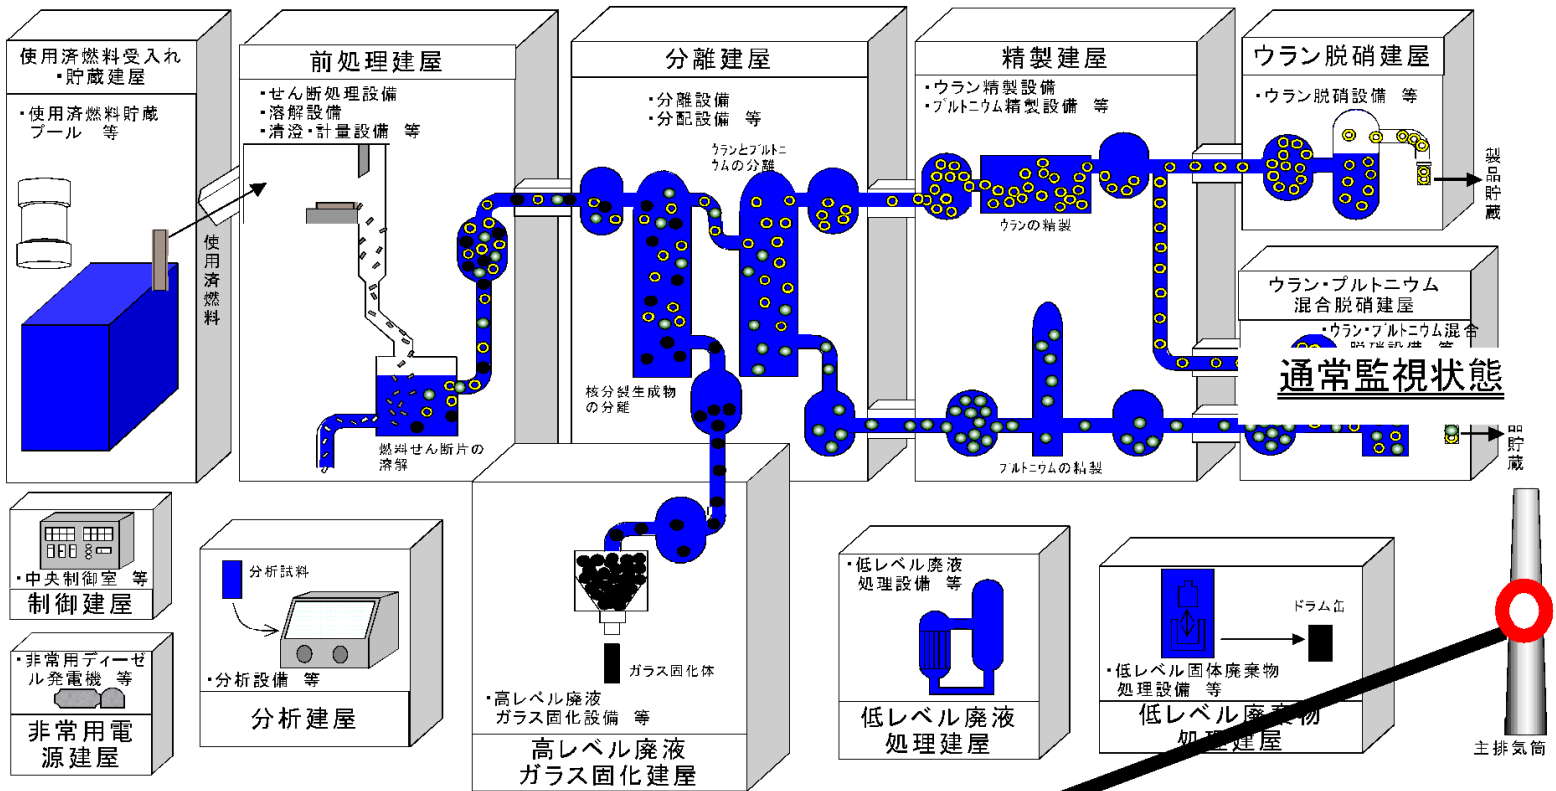 使用済燃料受入れ
・貯蔵建屋
・使用済燃料貯蔵
プール 等
使用済燃料
前処理建屋
・せん断処理設備
・溶解設備
・清澄・計量設備 等
燃料せん断片の
溶解
分離建屋
・分離設備
・分配設備 等
ウランとプルトニ
ウムの分離
核分裂生成物
の分離
精製建屋
・ウラン精製設備
・プルトニウム精製設備 等
ウランの精製
プルトニウムの精製
ウラン脱硝建屋
・ウラン脱硝設備 等
製品貯蔵
ウラン・プルトニウム
混合脱硝建屋
・ウラン・プルトニウム混合
脱硝設備 等
通常監視状態
品貯蔵
・中央制御室 等
制御建屋
・非常用ディーゼ
ル発電機 等
非常用電
源建屋
分析試料
・分析設備 等
分析建屋
ガラス固化体
・高レベル廃液
ガラス固化設備 等
高レベル廃液
ガラス固化建屋
・低レベル廃液
処理設備 等
低レベル廃液
処理建屋
ドラム缶
・低レベル固体廃棄物
処理設備 等
低レベル廃棄物
処理建屋
主排気筒